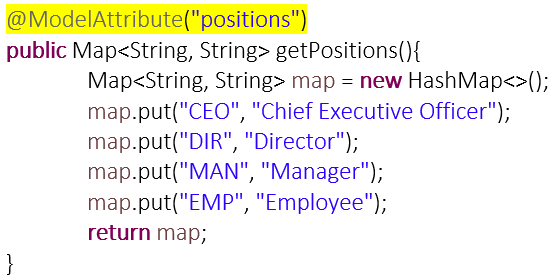 @ModelAttribute("positions")
public Map<String, String> getPositions(){
Map<String, String> map = new HashMap<>();
map.put("CEO", "Chief Executive Officer");
map.put("DIR", "Director");
map.put("MAN", "Manager");
map.put("EMP", "Employee");
return map;
}